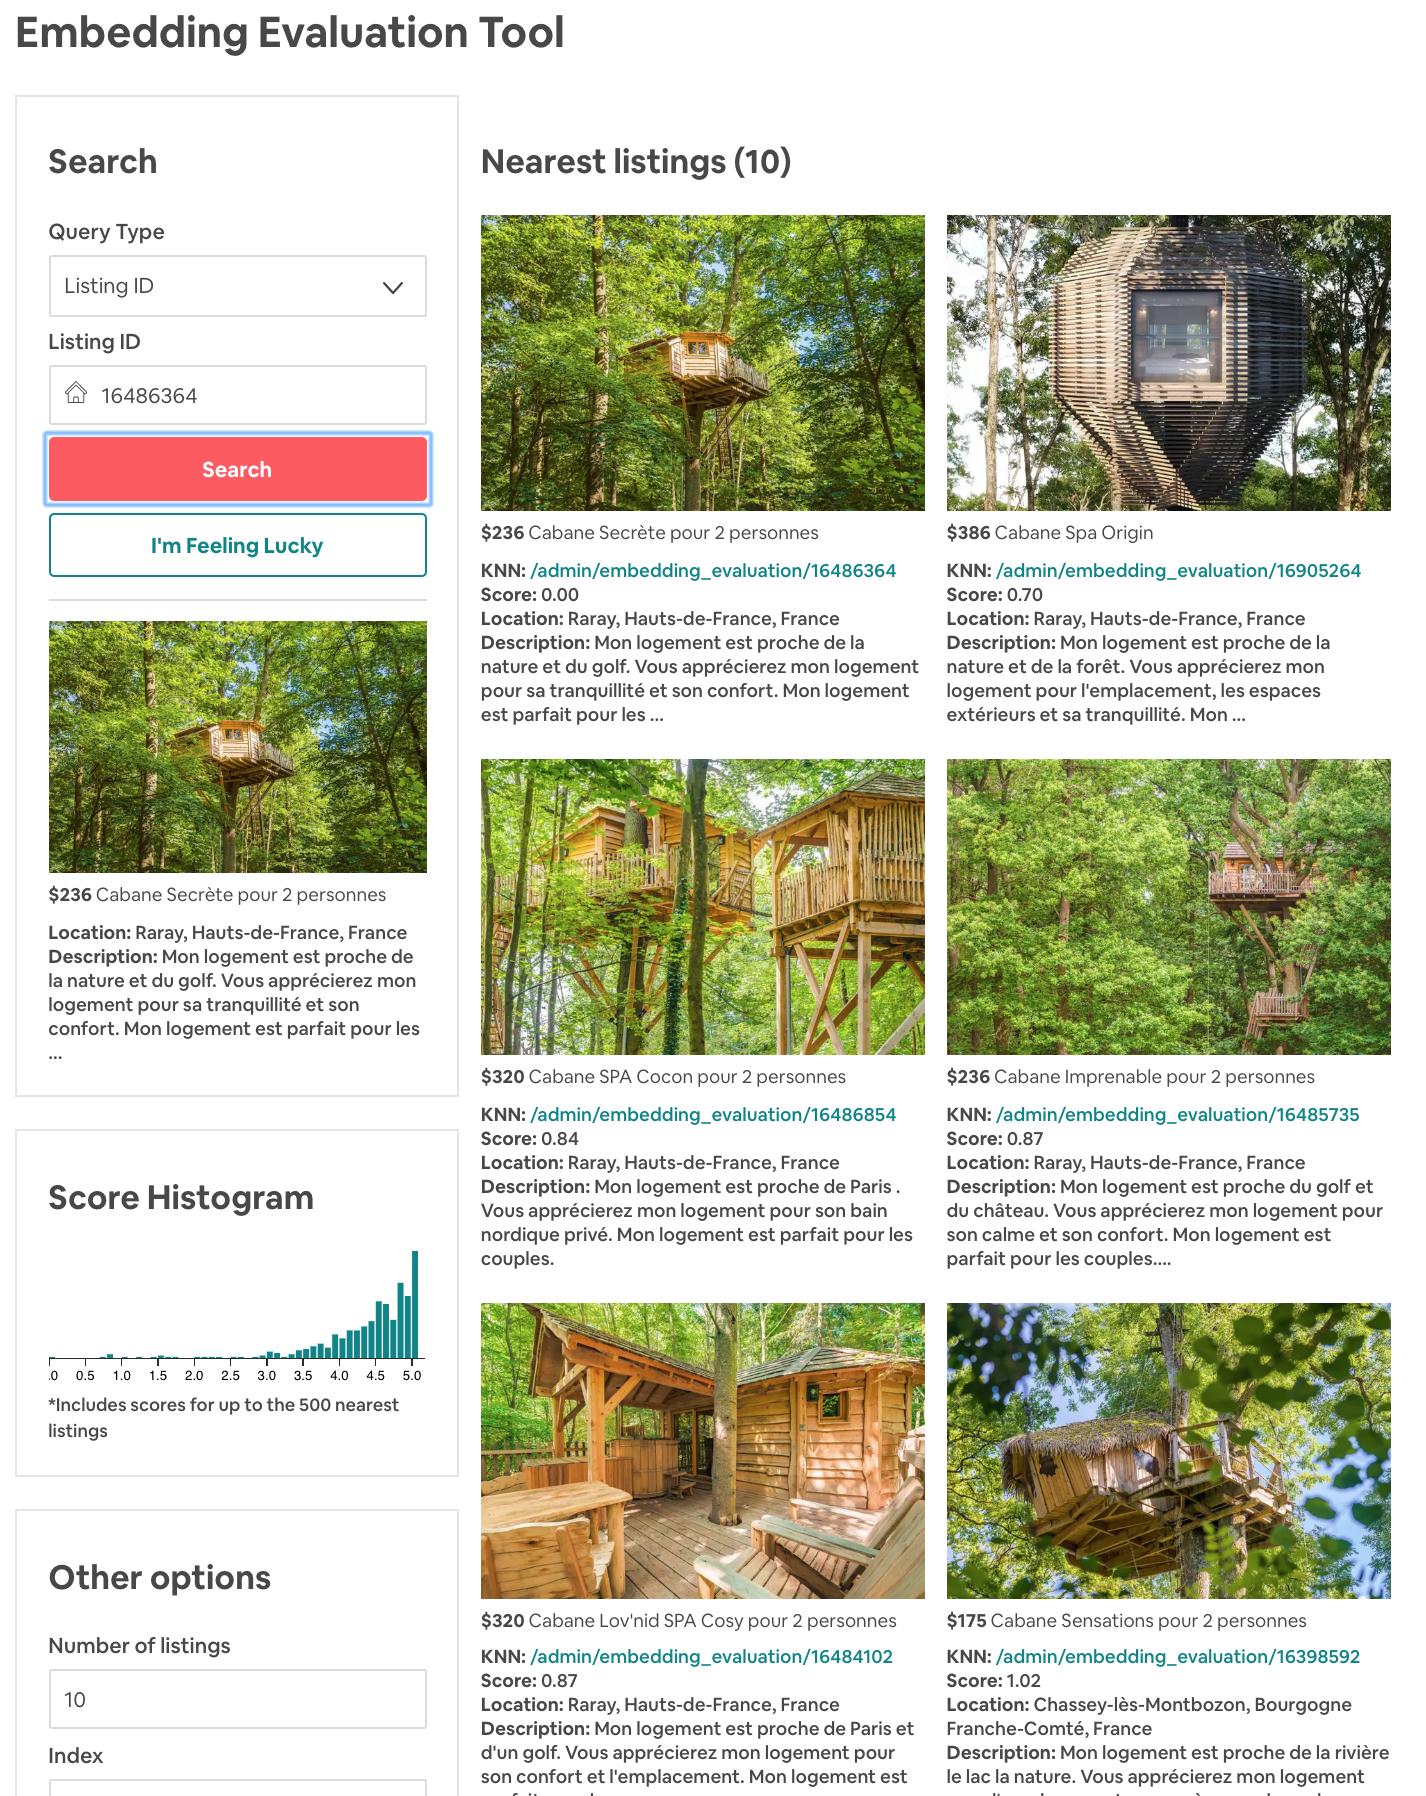 Embedding Evaluation Tool
Search
Query Type
Listing ID
Listing ID
16486364
Search
I'm Feeling Lucky
$236 Cabane Secrète pour 2 personnes
Location: Raray, Hauts-de-France, France
Description: Mon logement est proche de
la nature et du golf. Vous apprécierez mon
logement pour sa tranquillité et son
confort. Mon logement est parfait pour les
...
Score Histogram
.0 0.5 1.0 1.5 2.0 2.5 3.0 3.5 4.0 4.5 5.0
*Includes scores for up to the 500 nearest
listings
Other options
Number of listings
10
Index
Nearest listings (10)
$236 Cabane Secrète pour 2 personnes
KNN: /admin/embedding_evaluation/16486364
Score: 0.00
Location: Raray, Hauts-de-France, France
Description: Mon logement est proche de la
nature et du golf. Vous apprécierez mon logement
pour sa tranquillité et son confort. Mon logement
est parfait pour les ...
$386 Cabane Spa Origin
KNN: /admin/embedding_evaluation/16905264
Score: 0.70
Location: Raray, Hauts-de-France, France
Description: Mon logement est proche de la
nature et de la forêt. Vous apprécierez mon
logement pour l'emplacement, les espaces
extérieurs et sa tranquillité. Mon ...
$320 Cabane SPA Cocon pour 2 personnes
KNN: /admin/embedding_evaluation/16486854
Score: 0.84
Location: Raray, Hauts-de-France, France
Description: Mon logement est proche de Paris .
Vous apprécierez mon logement pour son bain
nordique privé. Mon logement est parfait pour les
couples.
$236 Cabane Imprenable pour 2 personnes
KNN: /admin/embedding_evaluation/16485735
Score: 0.87
Location: Raray, Hauts-de-France, France
Description: Mon logement est proche du golf et
du château. Vous apprécierez mon logement pour
son calme et son confort. Mon logement est
parfait pour les couples....
$320 Cabane Lov'nid SPA Cosy pour 2 personnes
KNN: /admin/embedding_evaluation/16484102
Score: 0.87
Location: Raray, Hauts-de-France, France
Description: Mon logement est proche de Paris et
d'un golf. Vous apprécierez mon logement pour
son confort et l'emplacement. Mon logement est
$175 Cabane Sensations pour 2 personnes
KNN: /admin/embedding_evaluation/16398592
Score: 1.02
Location: Chassey-lès-Montbozon, Bourgogne
Franche-Comté, France
Description: Mon logement est proche de la rivière
le lac la nature. Vous apprécierez mon logement